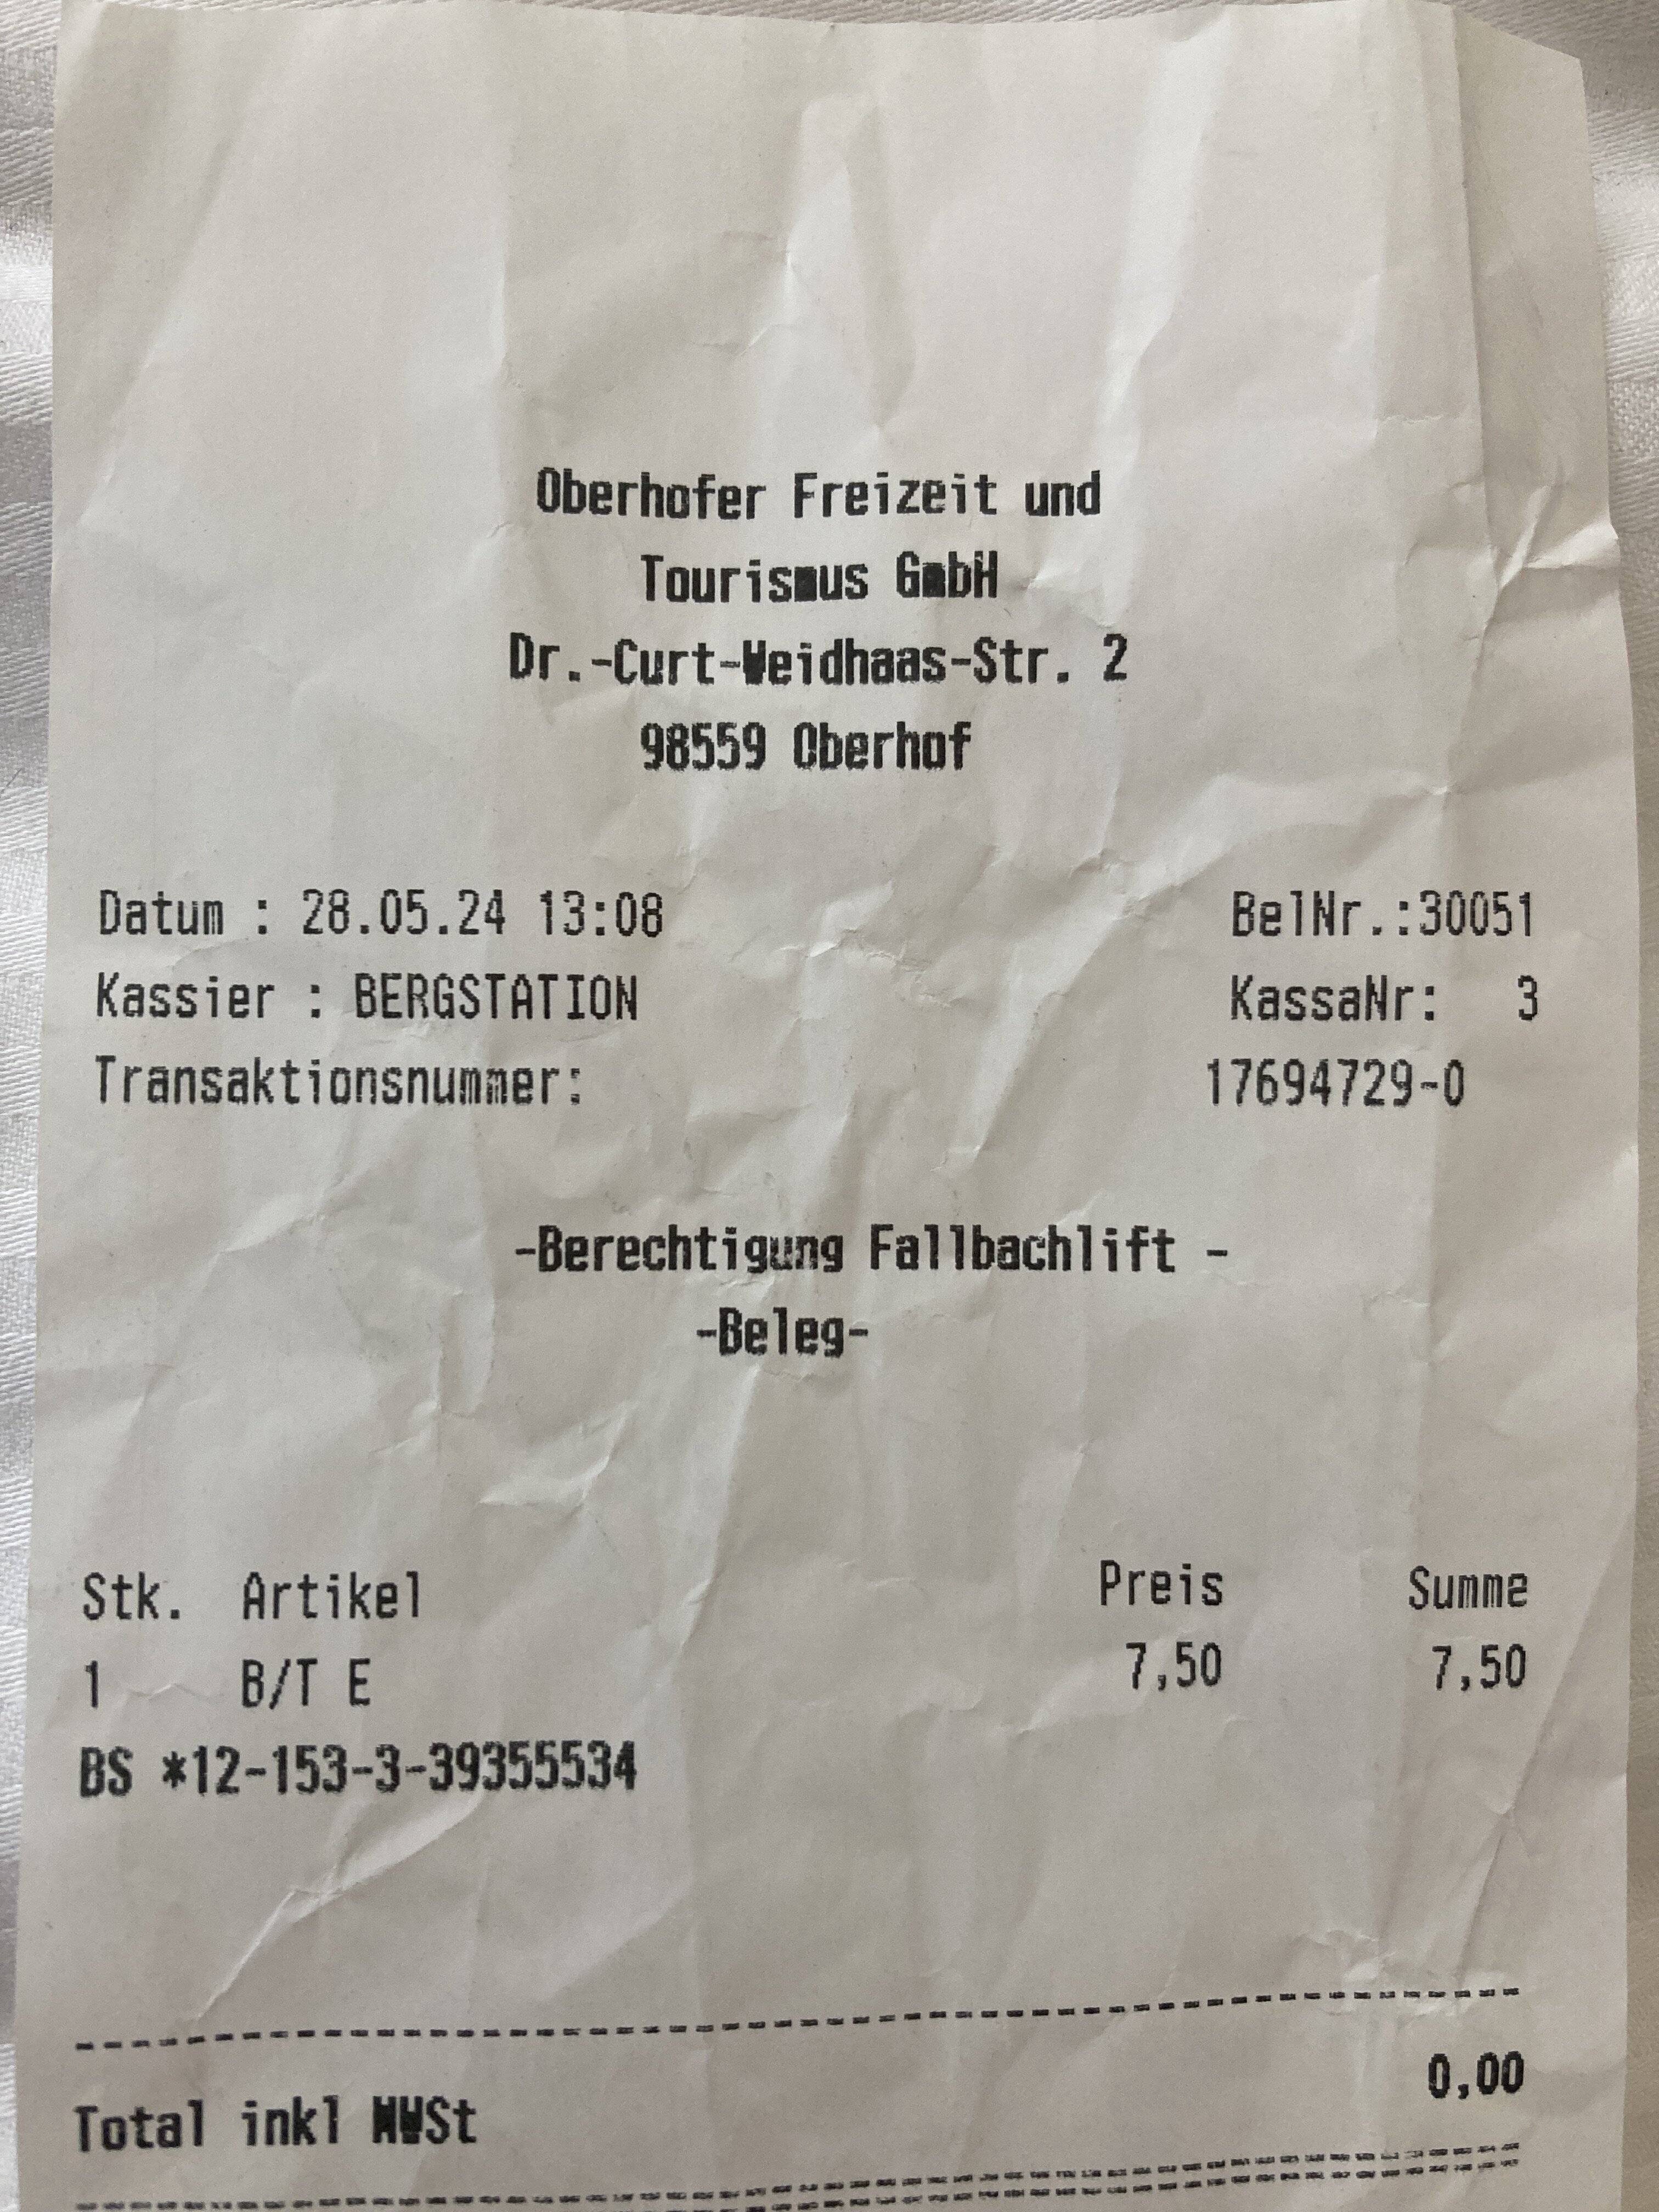 Oberhofer Freizeit und
Tourismus GmbH
Dr.-Curt-Weidhaas-Str. 2
98559 Oberhof
Datum : 28.05.24 13:08 BelNr.:30051
Kassier : BERGSTATION KassaNr: 3
Transaktionsnummer: 17694729-0
-Berechtigung Fallbachlift -
-Beleg-
Stk. Artikel Preis Summe
1 B/T E 7,50 7,50
BS *12-153-3-39355534
Total inkl MWSt 0,00